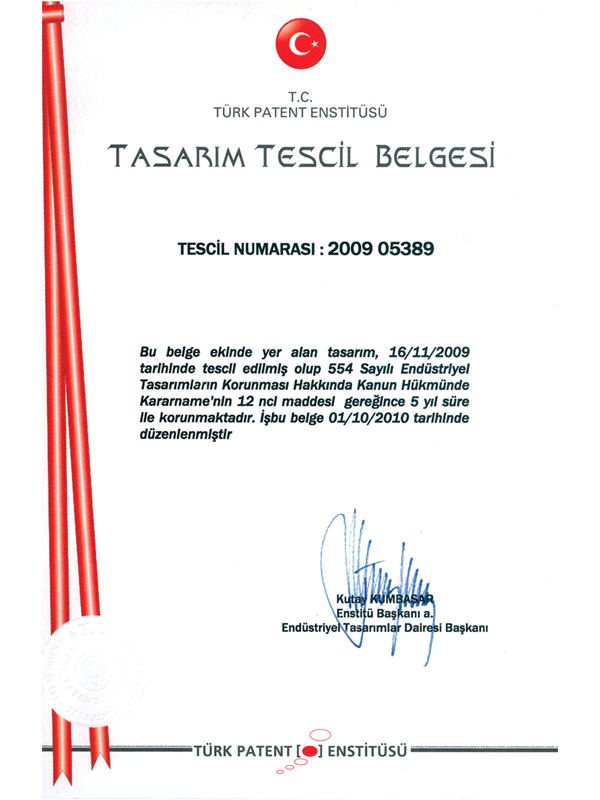 T.C.
TÜRK PATENT ENSTİTÜSÜ
TASARIM TESCİL BELGESİ
TESCİL NUMARASI : 2009 05389
Bu belge ekinde yer alan tasarım, 16/11/2009
tarihinde tescil edilmiş olup 554 Sayılı Endüstriyel
Tasarımların Korunması Hakkında Kanun Hükmünde
Kararname'nin 12 nci maddesi gereğince 5 yıl süre
ile korunmaktadır. İşbu belge 01/10/2010 tarihinde
düzenlenmiştir
Kutay KUMBASAR
Enstitü Başkanı a.
Endüstriyel Tasarımlar Dairesi Başkanı
TÜRK PATENT [ ] ENSTİTÜSÜ